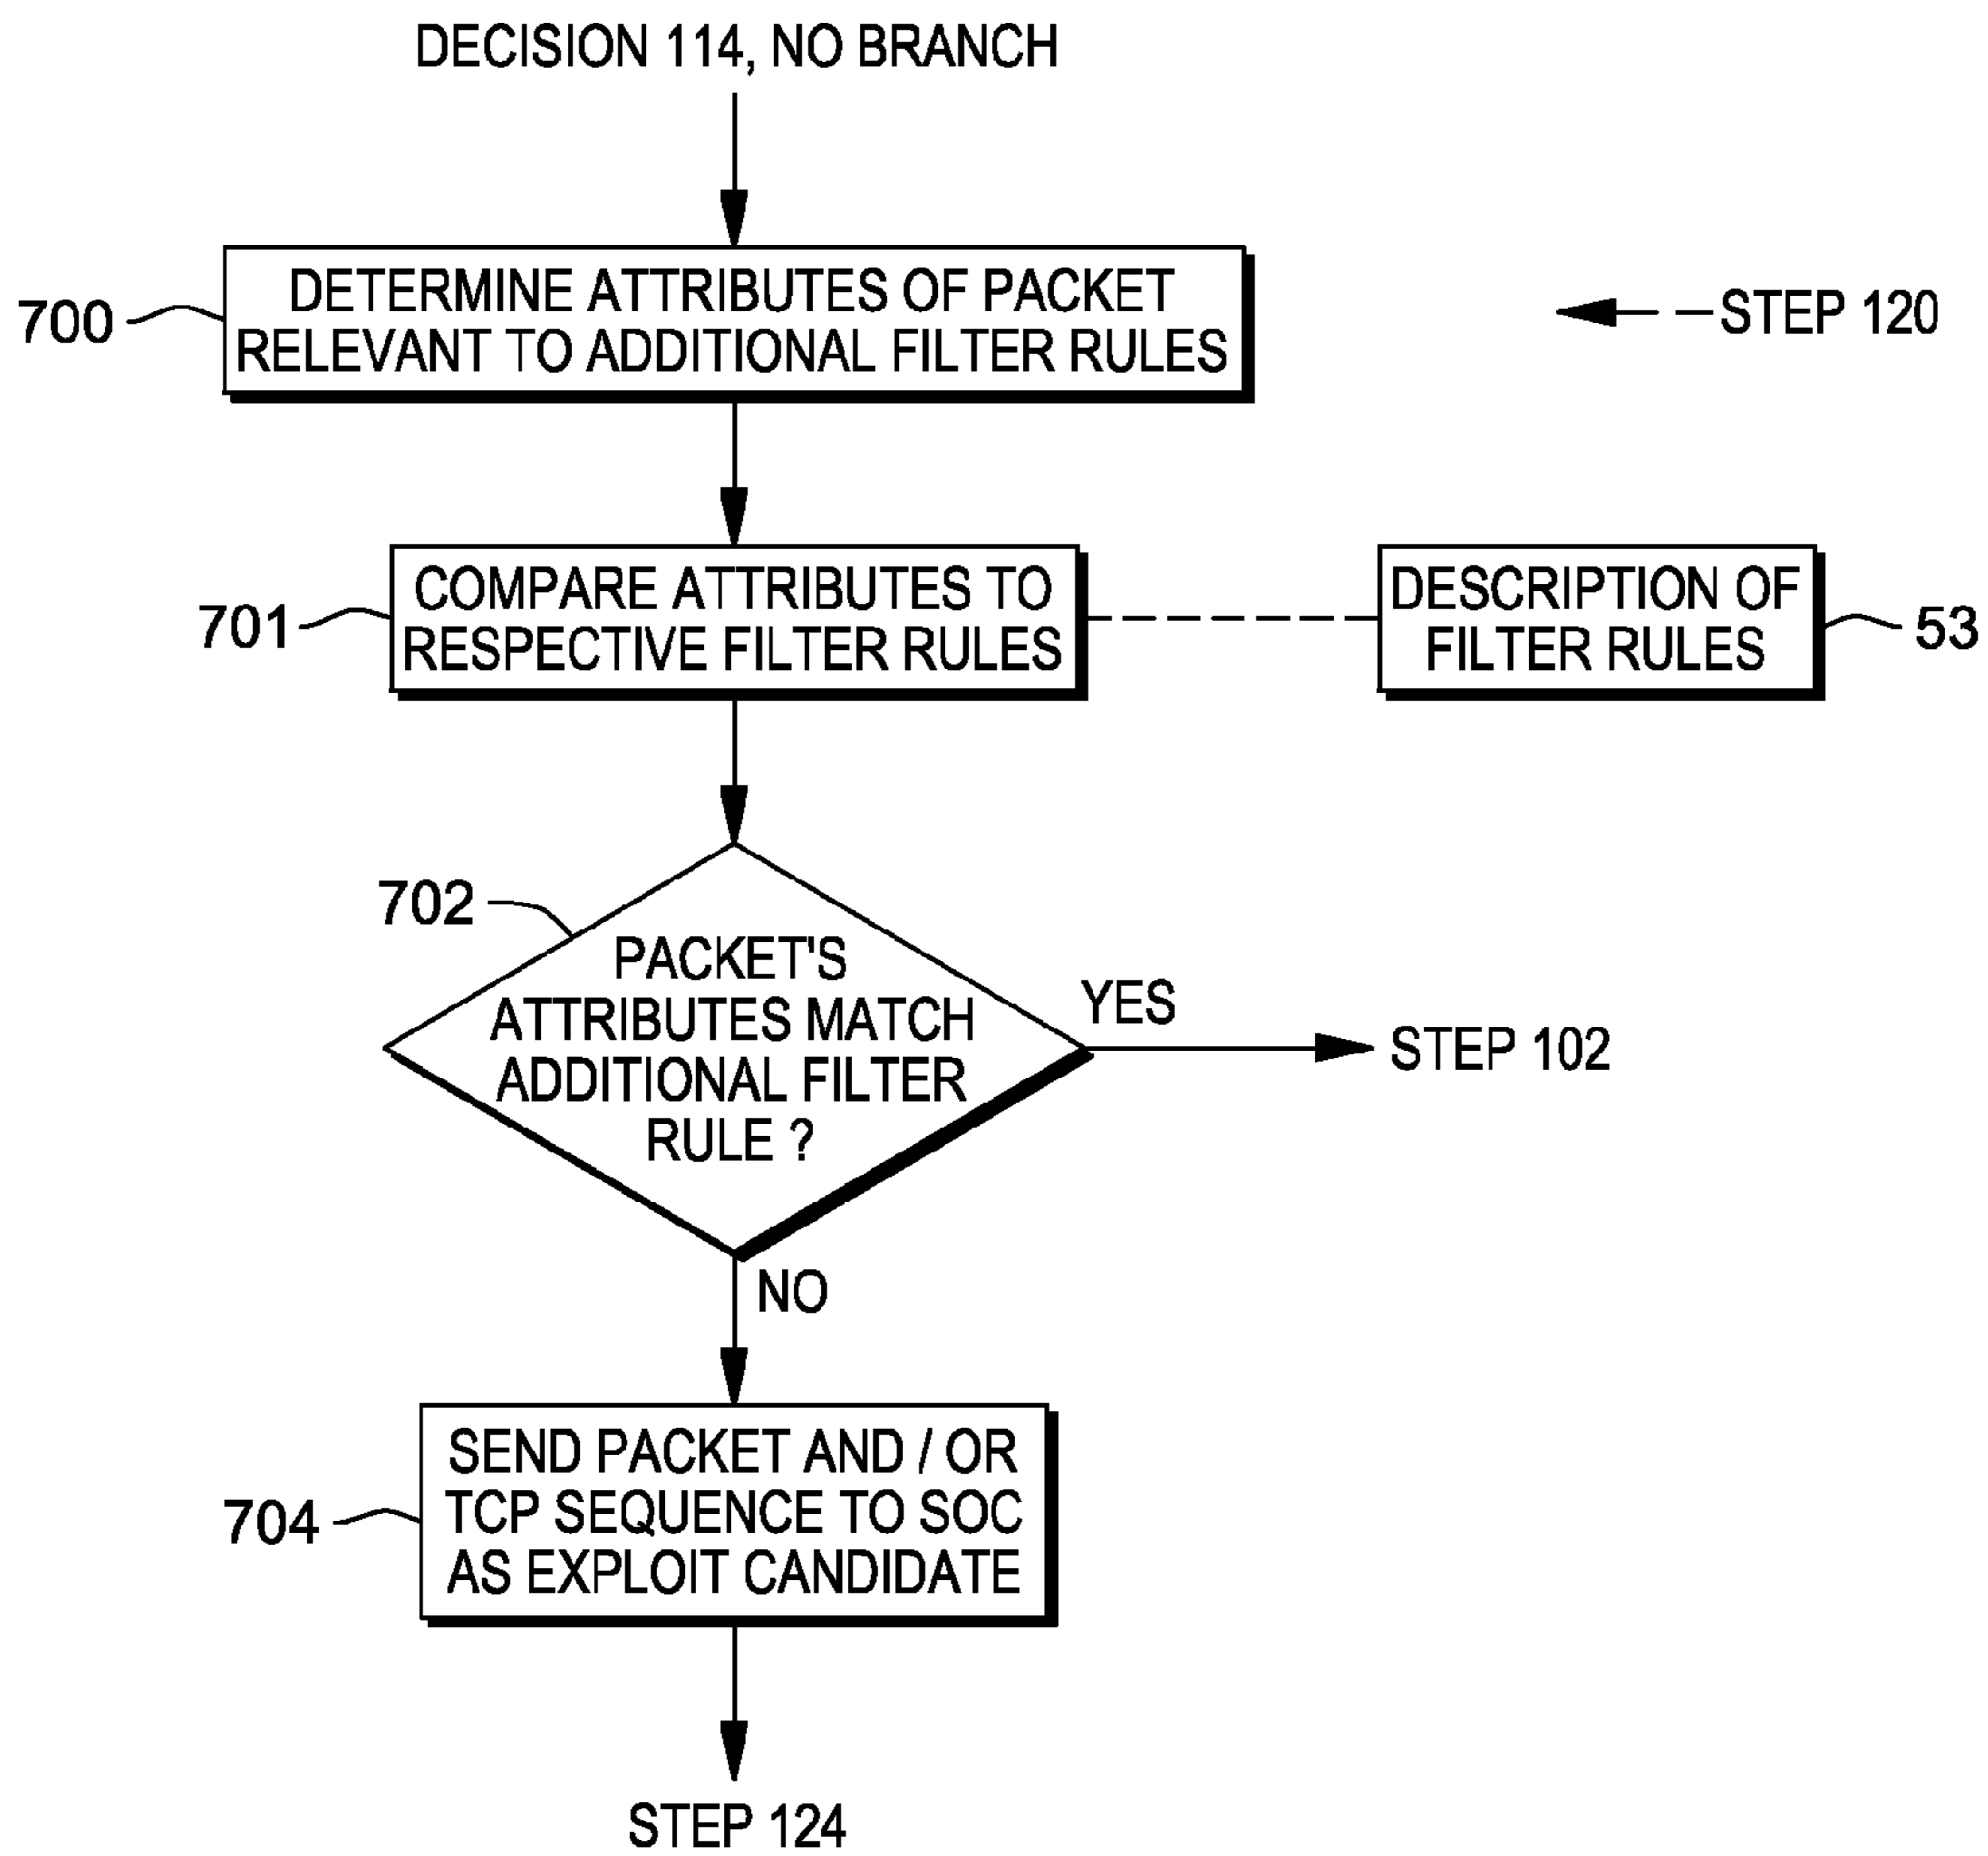 DECISION 114, NO BRANCH
700
DETERMINE ATTRIBUTES OF PACKET
RELEVANT TO ADDITIONAL FILTER RULES
STEP 120
701
COMPARE ATTRIBUTES TO
RESPECTIVE FILTER RULES
DESCRIPTION OF
FILTER RULES
53
702
PACKET'S
ATTRIBUTES MATCH
ADDITIONAL FILTER
RULE ?
YES
STEP 102
NO
704
SEND PACKET AND / OR
TCP SEQUENCE TO SOC
AS EXPLOIT CANDIDATE
STEP 124